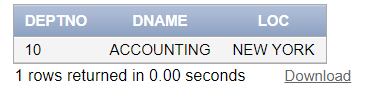 DEPTNO DNAME LOC
10 ACCOUNTING NEW YORK
1 rows returned in 0.00 seconds Download